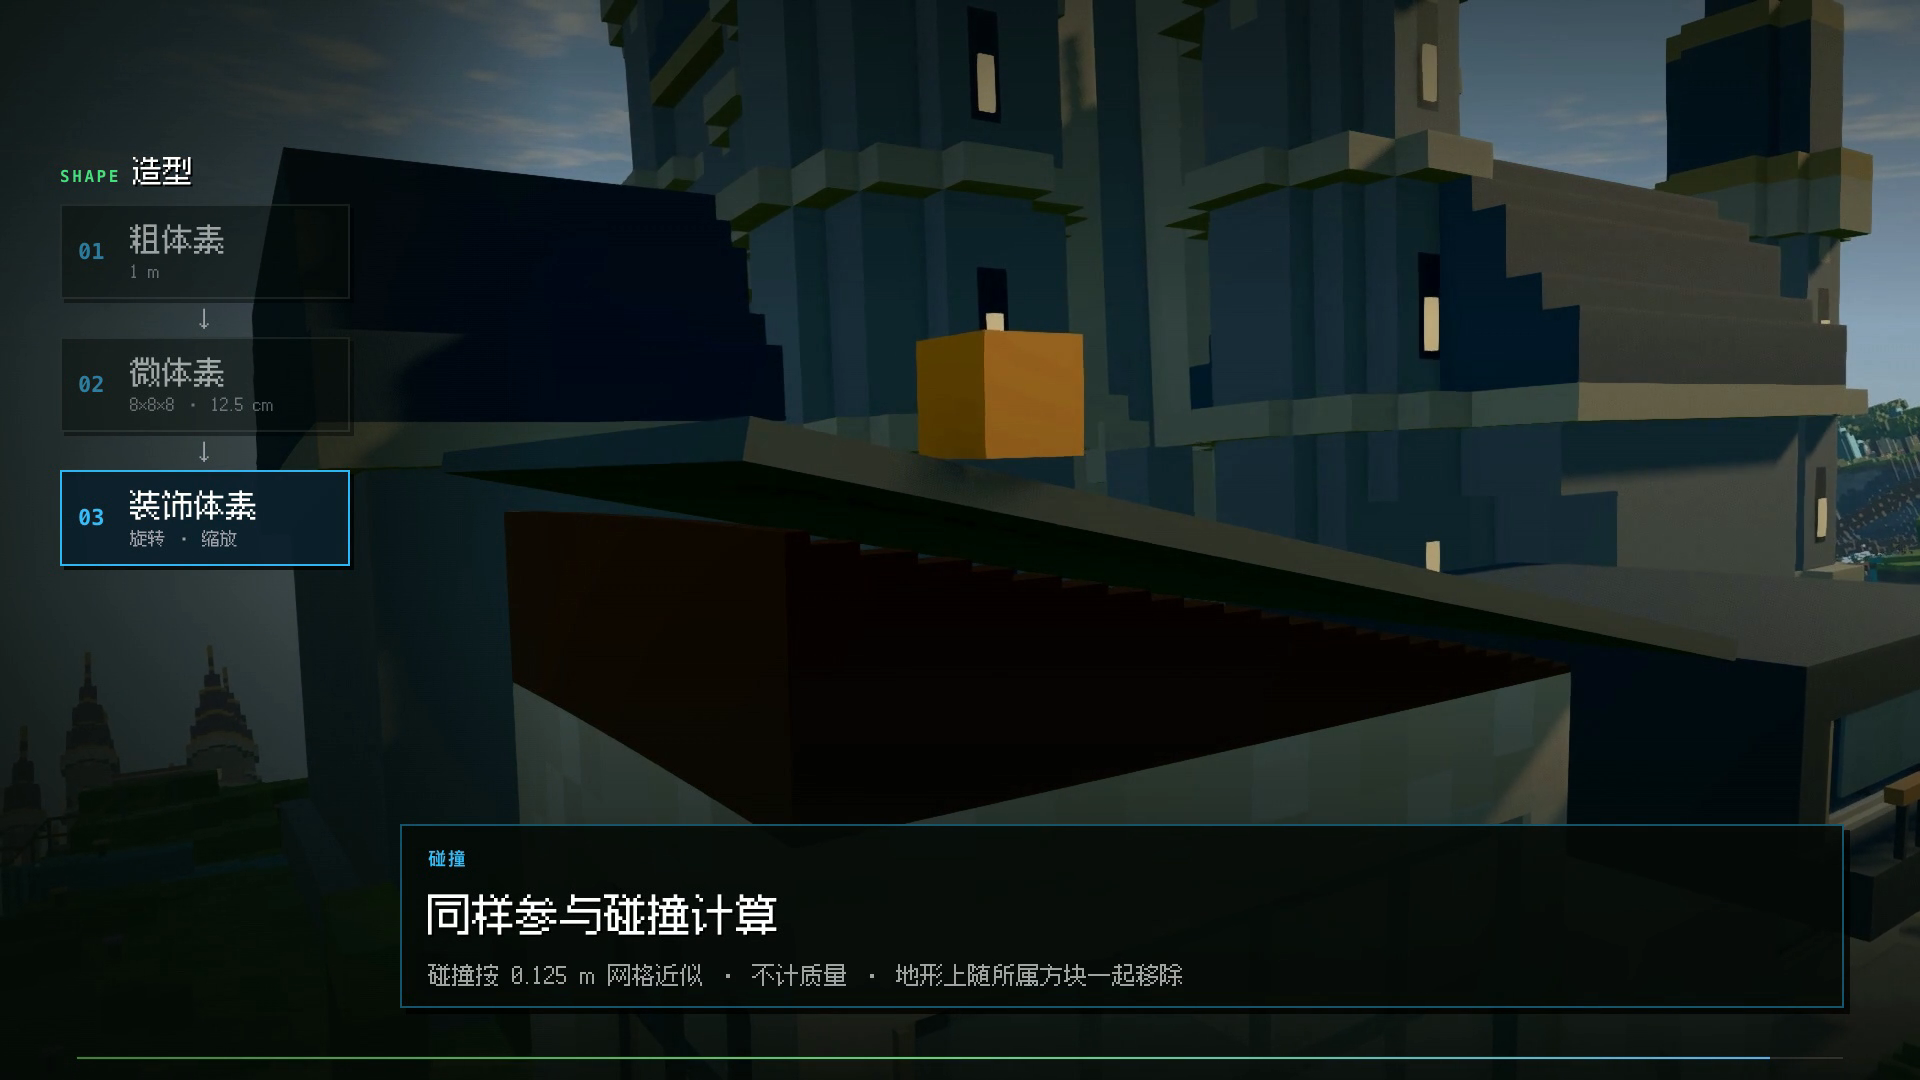 SHAPE 造型
01 粗体素
1 m
↓
02 微体素
8×8×8 · 12.5 cm
↓
03 装饰体素
旋转 · 缩放
碰撞
同样参与碰撞计算
碰撞按 0.125 m 网格近似 · 不计质量 · 地形上随所属方块一起移除